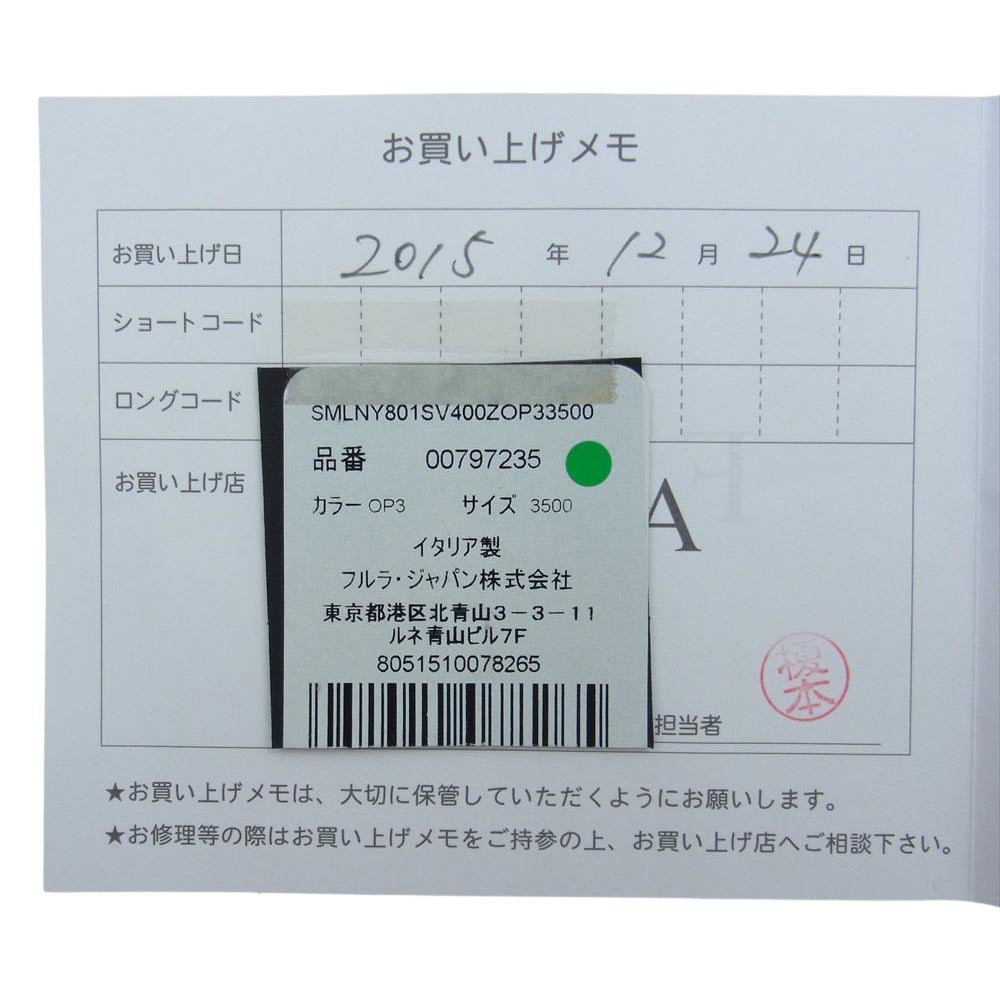 お買い上げメモ
お買い上げ日 2015 年 12 月 24 日
ショートコード
ロングコード
お買い上げ店
SMLNY801SV400ZOP33500
品番 00797235
カラー OP3 サイズ 3500
イタリア製
フルラ・ジャパン株式会社
東京都港区北青山3-3-11
ルネ青山ビル7F
8051510078265
A
榎本
担当者
★お買い上げメモは、大切に保管していただくようにお願いします。
★お修理等の際はお買い上げメモをご持参の上、お買い上げ店へご相談下さい。